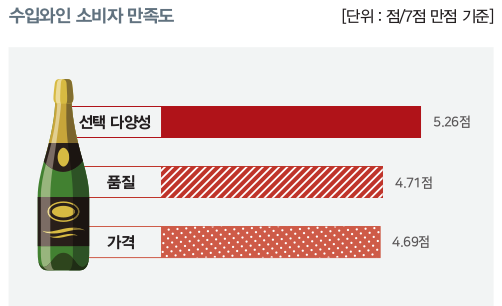 수입와인 소비자 만족도 [단위 : 점/7점 만점 기준]
선택 다양성 5.26점
품질 4.71점
가격 4.69점